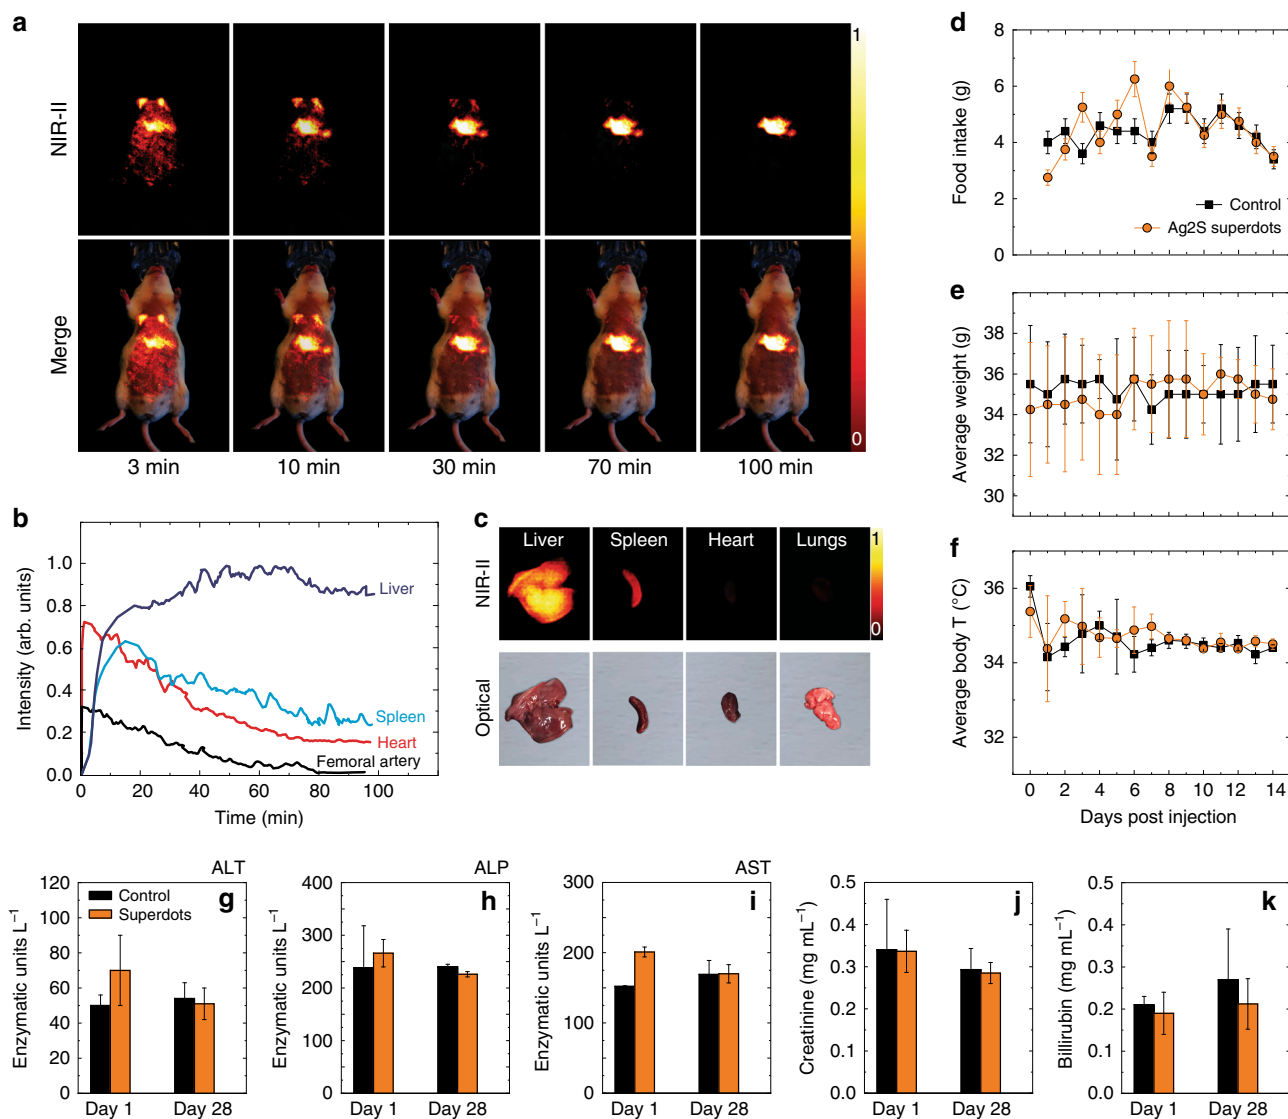 a
NIR-II
Merge
1
0
3 min
10 min
30 min
70 min
100 min
b
Intensity (arb. units)
1.0
0.8
0.6
0.4
0.2
0.0
Liver
Spleen
Heart
Femoral artery
0
20
40
60
80
100
Time (min)
c
NIR-II
Optical
Liver
Spleen
Heart
Lungs
1
0
d
Food intake (g)
8
6
4
2
0
Control
Ag2S superdots
e
Average weight (g)
38
36
34
32
30
f
Average body T (°C)
36
34
32
0
2
4
6
8
10
12
14
Days post injection
ALT
g
Enzymatic units L−1
120
100
80
60
40
20
0
Control
Superdots
Day 1
Day 28
ALP
h
Enzymatic units L−1
400
300
250
200
100
0
Day 1
Day 28
AST
i
Enzymatic units L−1
300
200
150
100
0
Day 1
Day 28
j
Creatinine (mg mL−1)
0.5
0.4
0.3
0.2
0.1
0.0
Day 1
Day 28
k
Billirubin (mg mL−1)
0.5
0.4
0.3
0.2
0.1
0.0
Day 1
Day 28